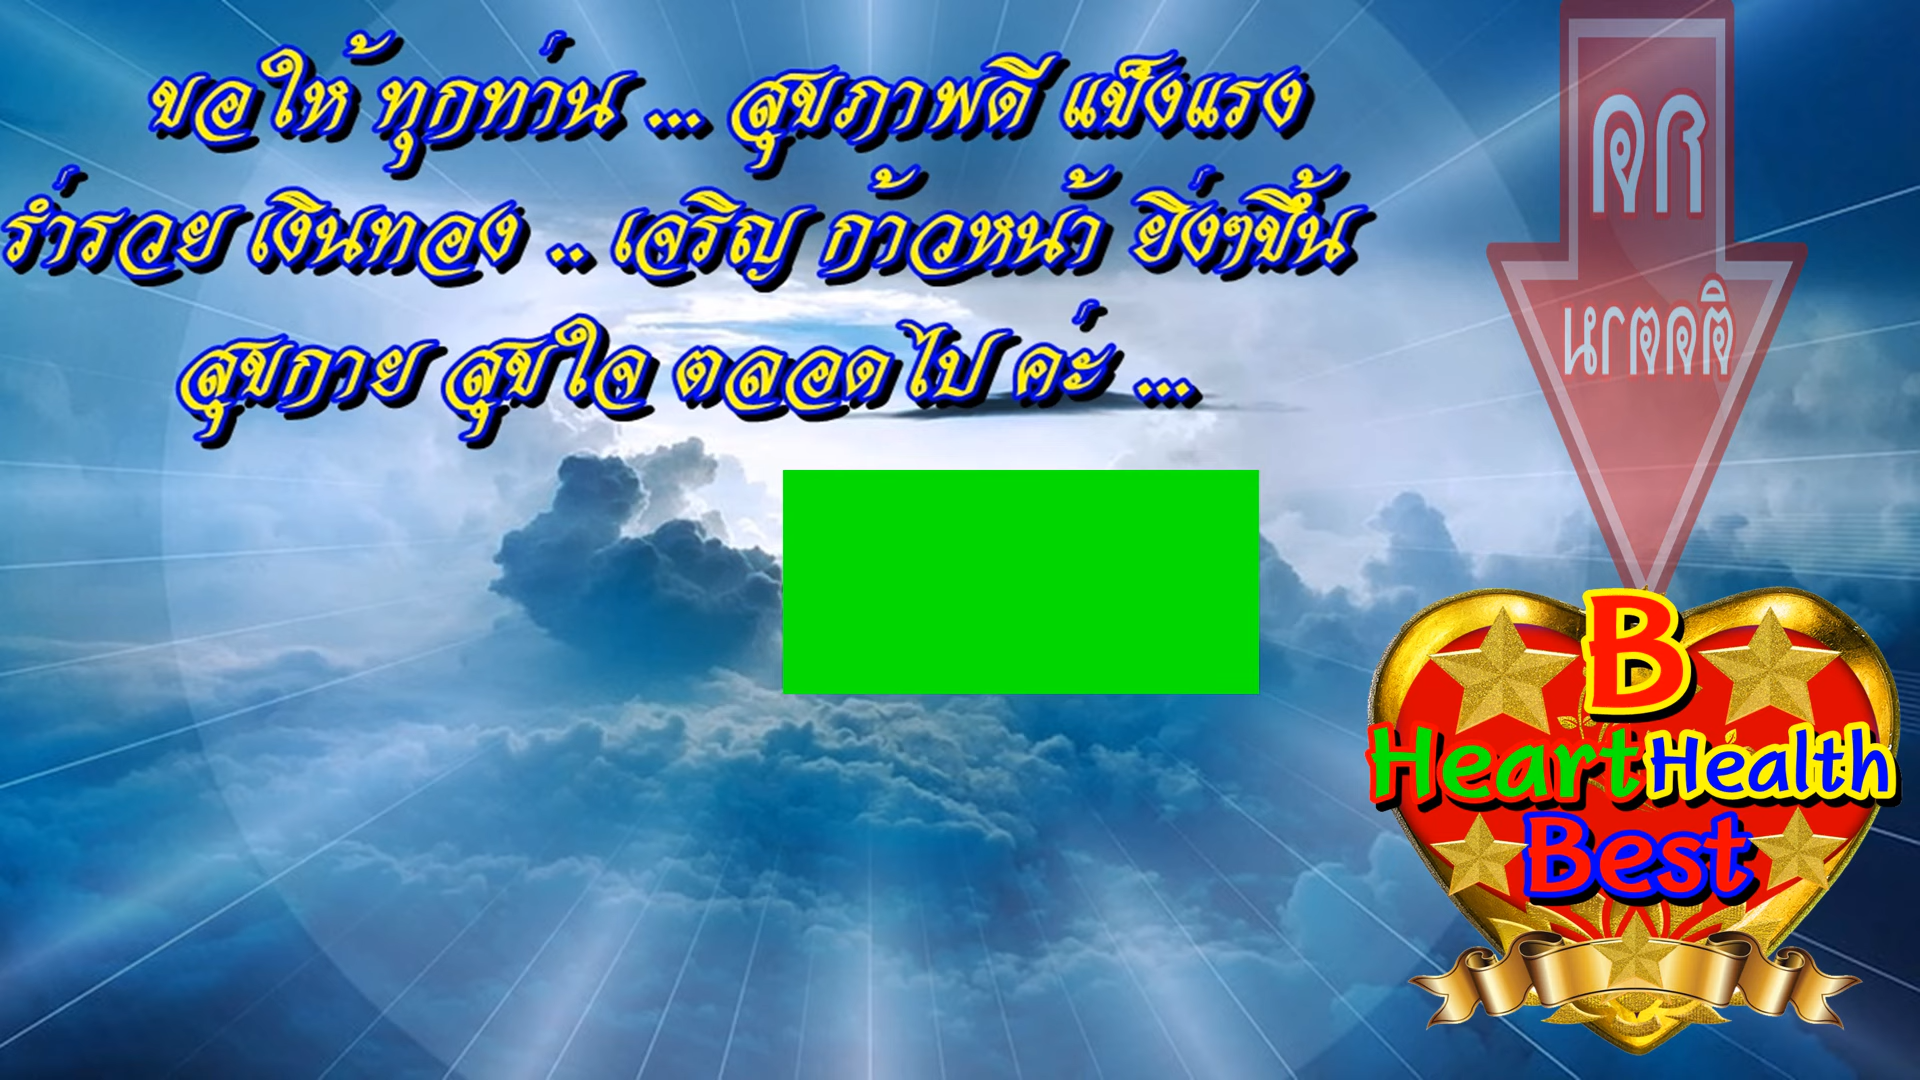 ขอให้ ทุกท่าน ... สุขภาพดี แข็งแรง
ร่ำรวย เงินทอง .. เจริญ ก้าวหน้า ยิ่งๆขึ้น
สุขกาย สุขใจ ตลอดไป ค่ะ ...
B
Heart Health
Best